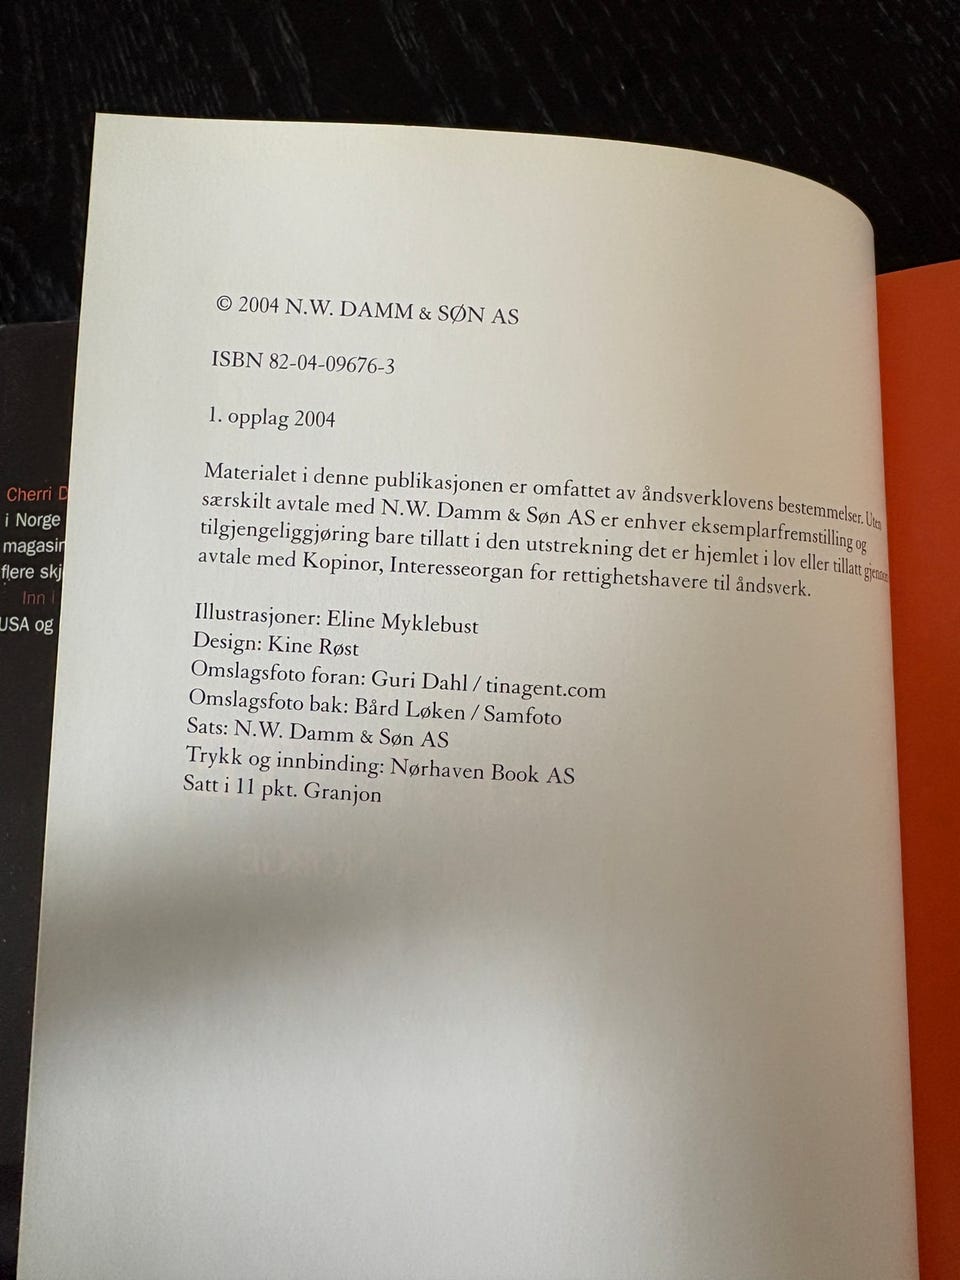 © 2004 N.W. DAMM & SØN AS
ISBN 82-04-09676-3
1. opplag 2004
Materialet i denne publikasjonen er omfattet av åndsverklovens bestemmelser. Uten
særskilt avtale med N.W. Damm & Søn AS er enhver eksemplarfremstilling og
tilgjengeliggjøring bare tillatt i den utstrekning det er hjemlet i lov eller tillatt gjennom
avtale med Kopinor, Interesseorgan for rettighetshavere til åndsverk.
Illustrasjoner: Eline Myklebust
Design: Kine Røst
Omslagsfoto foran: Guri Dahl / tinagent.com
Omslagsfoto bak: Bård Løken / Samfoto
Sats: N.W. Damm & Søn AS
Trykk og innbinding: Nørhaven Book AS
Satt i 11 pkt. Granjon
Cherri
i Norge
magasin
flere
Inn i
USA og